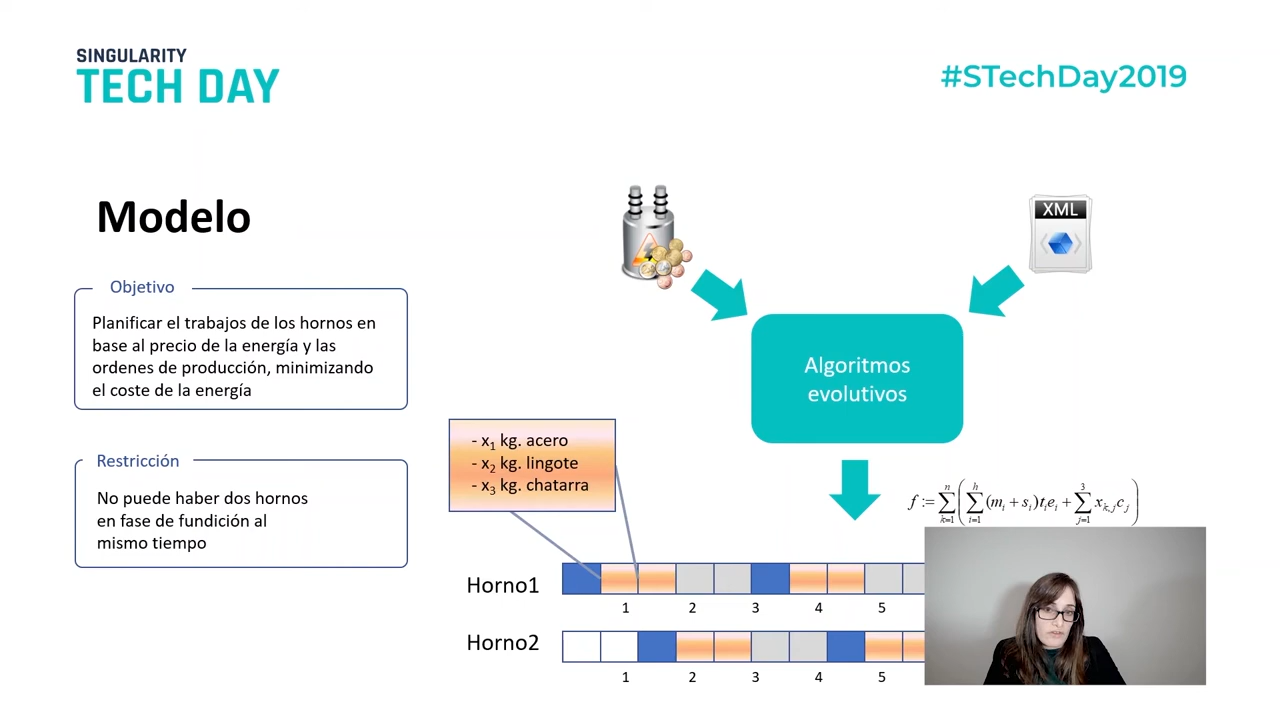 SINGULARITY
TECH DAY
#STechDay2019
Modelo
Objetivo
Planificar el trabajos de los hornos en
base al precio de la energía y las
ordenes de producción, minimizando
el coste de la energía
Restricción
No puede haber dos hornos
en fase de fundición al
mismo tiempo
XML
Algoritmos
evolutivos
- x₁ kg. acero
- x₂ kg. lingote
- x₃ kg. chatarra
f := ∑_{k=1}^{n} ( ∑_{i=1}^{h} (m_i + s_i) t_i e_i + ∑_{j=1}^{3} x_{k,j} c_j )
Horno1
1 2 3 4 5
Horno2
1 2 3 4 5